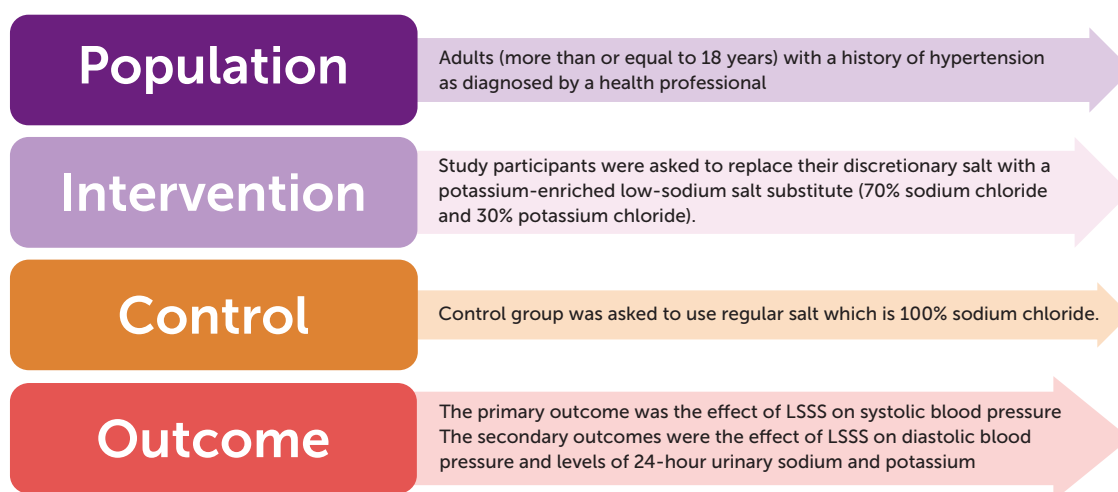 Population
Adults (more than or equal to 18 years) with a history of hypertension
as diagnosed by a health professional
Intervention
Study participants were asked to replace their discretionary salt with a
potassium-enriched low-sodium salt substitute (70% sodium chloride
and 30% potassium chloride).
Control
Control group was asked to use regular salt which is 100% sodium chloride.
Outcome
The primary outcome was the effect of LSSS on systolic blood pressure
The secondary outcomes were the effect of LSSS on diastolic blood
pressure and levels of 24-hour urinary sodium and potassium